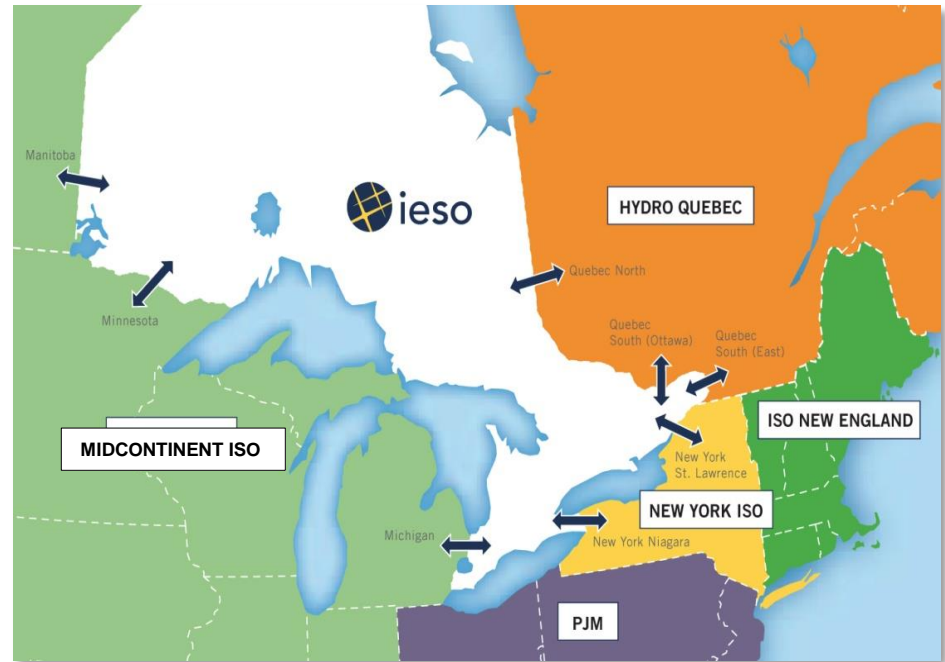 Manitoba
ieso
HYDRO QUEBEC
Quebec North
Minnesota
Quebec
South (Ottawa)
Quebec
South (East)
ISO NEW ENGLAND
MIDCONTINENT ISO
New York
St. Lawrence
NEW YORK ISO
Michigan
New York Niagara
PJM